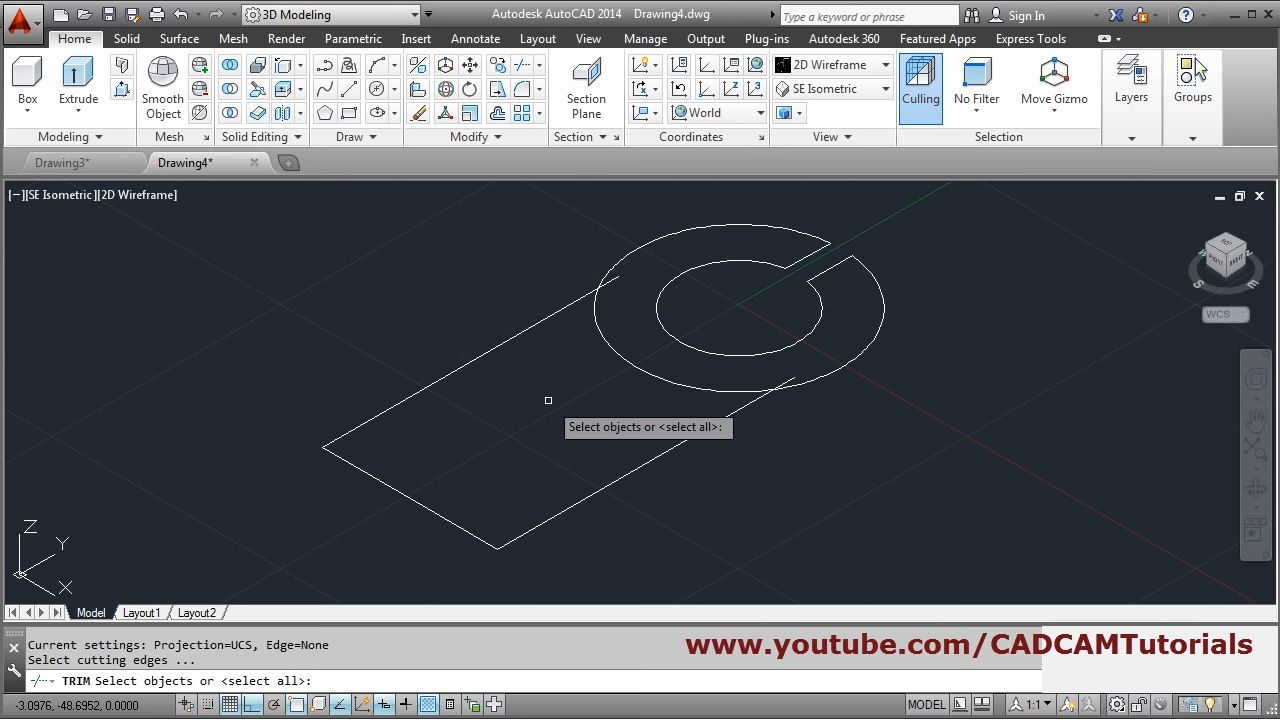 3D Modeling
Autodesk AutoCAD 2014 Drawing4.dwg
Type a keyword or phrase
Sign In
Home Solid Surface Mesh Render Parametric Insert Annotate Layout View Manage Output Plug-ins Autodesk 360 Featured Apps Express Tools
Box
Extrude
Smooth
Object
Section
Plane
World
2D Wireframe
SE Isometric
Culling
No Filter
Move Gizmo
Layers
Groups
Modeling
Mesh
Solid Editing
Draw
Modify
Section
Coordinates
View
Selection
Drawing3*
Drawing4*
[−][SE Isometric][2D Wireframe]
S
E
WCS
Select objects or <select all>:
Z
Y
X
Model Layout1 Layout2
Current settings: Projection=UCS, Edge=None
Select cutting edges ...
TRIM Select objects or <select all>:
www.youtube.com/CADCAMTutorials
-3.0976, -48.6952, 0.0000
MODEL
1:1